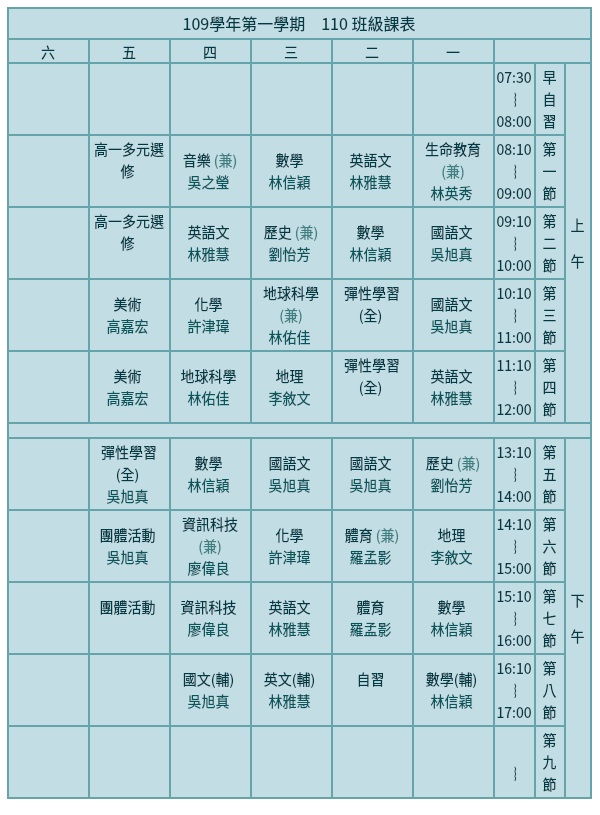 109學年第一學期　110 班級課表
六
五
四
三
二
一
07:30
｜
08:00
早
自
習
上
午
高一多元選
修
音樂 (兼)
吳之瑩
數學
林信穎
英語文
林雅慧
生命教育
(兼)
林英秀
08:10
｜
09:00
第
一
節
高一多元選
修
英語文
林雅慧
歷史 (兼)
劉怡芳
數學
林信穎
國語文
吳旭真
09:10
｜
10:00
第
二
節
美術
高嘉宏
化學
許津瑋
地球科學
(兼)
林佑佳
彈性學習
(全)
國語文
吳旭真
10:10
｜
11:00
第
三
節
美術
高嘉宏
地球科學
林佑佳
地理
李敘文
彈性學習
(全)
英語文
林雅慧
11:10
｜
12:00
第
四
節
彈性學習
(全)
吳旭真
數學
林信穎
國語文
吳旭真
國語文
吳旭真
歷史 (兼)
劉怡芳
13:10
｜
14:00
第
五
節
下
午
團體活動
吳旭真
資訊科技
(兼)
廖偉良
化學
許津瑋
體育 (兼)
羅孟影
地理
李敘文
14:10
｜
15:00
第
六
節
團體活動
資訊科技
廖偉良
英語文
林雅慧
體育
羅孟影
數學
林信穎
15:10
｜
16:00
第
七
節
國文(輔)
吳旭真
英文(輔)
林雅慧
自習
數學(輔)
林信穎
16:10
｜
17:00
第
八
節
｜
第
九
節